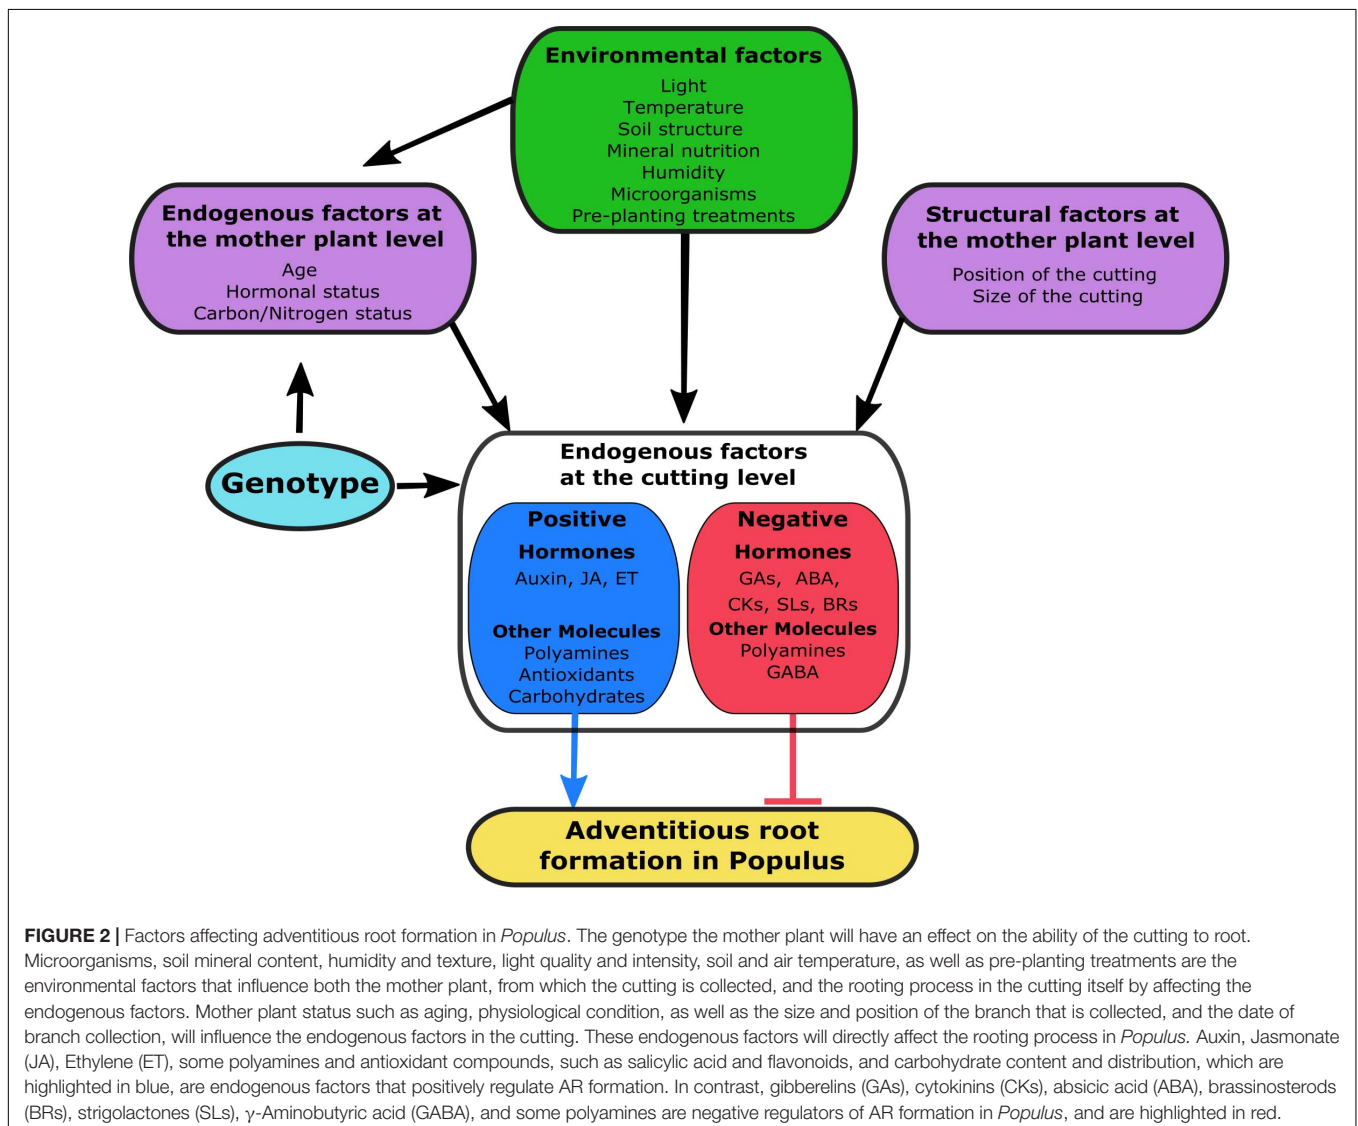 Environmental factors
Light
Temperature
Soil structure
Mineral nutrition
Humidity
Microorganisms
Pre-planting treatments
Endogenous factors at
the mother plant level
Age
Hormonal status
Carbon/Nitrogen status
Structural factors at
the mother plant level
Position of the cutting
Size of the cutting
Genotype
Endogenous factors
at the cutting level
Positive
Hormones
Auxin, JA, ET
Other Molecules
Polyamines
Antioxidants
Carbohydrates
Negative
Hormones
GAs, ABA,
CKs, SLs, BRs
Other Molecules
Polyamines
GABA
Adventitious root
formation in Populus
FIGURE 2 | Factors affecting adventitious root formation in Populus. The genotype the mother plant will have an effect on the ability of the cutting to root.
Microorganisms, soil mineral content, humidity and texture, light quality and intensity, soil and air temperature, as well as pre-planting treatments are the
environmental factors that influence both the mother plant, from which the cutting is collected, and the rooting process in the cutting itself by affecting the
endogenous factors. Mother plant status such as aging, physiological condition, as well as the size and position of the branch that is collected, and the date of
branch collection, will influence the endogenous factors in the cutting. These endogenous factors will directly affect the rooting process in Populus. Auxin, Jasmonate
(JA), Ethylene (ET), some polyamines and antioxidant compounds, such as salicylic acid and flavonoids, and carbohydrate content and distribution, which are
highlighted in blue, are endogenous factors that positively regulate AR formation. In contrast, gibberelins (GAs), cytokinins (CKs), absicic acid (ABA), brassinosterods
(BRs), strigolactones (SLs), γ-Aminobutyric acid (GABA), and some polyamines are negative regulators of AR formation in Populus, and are highlighted in red.